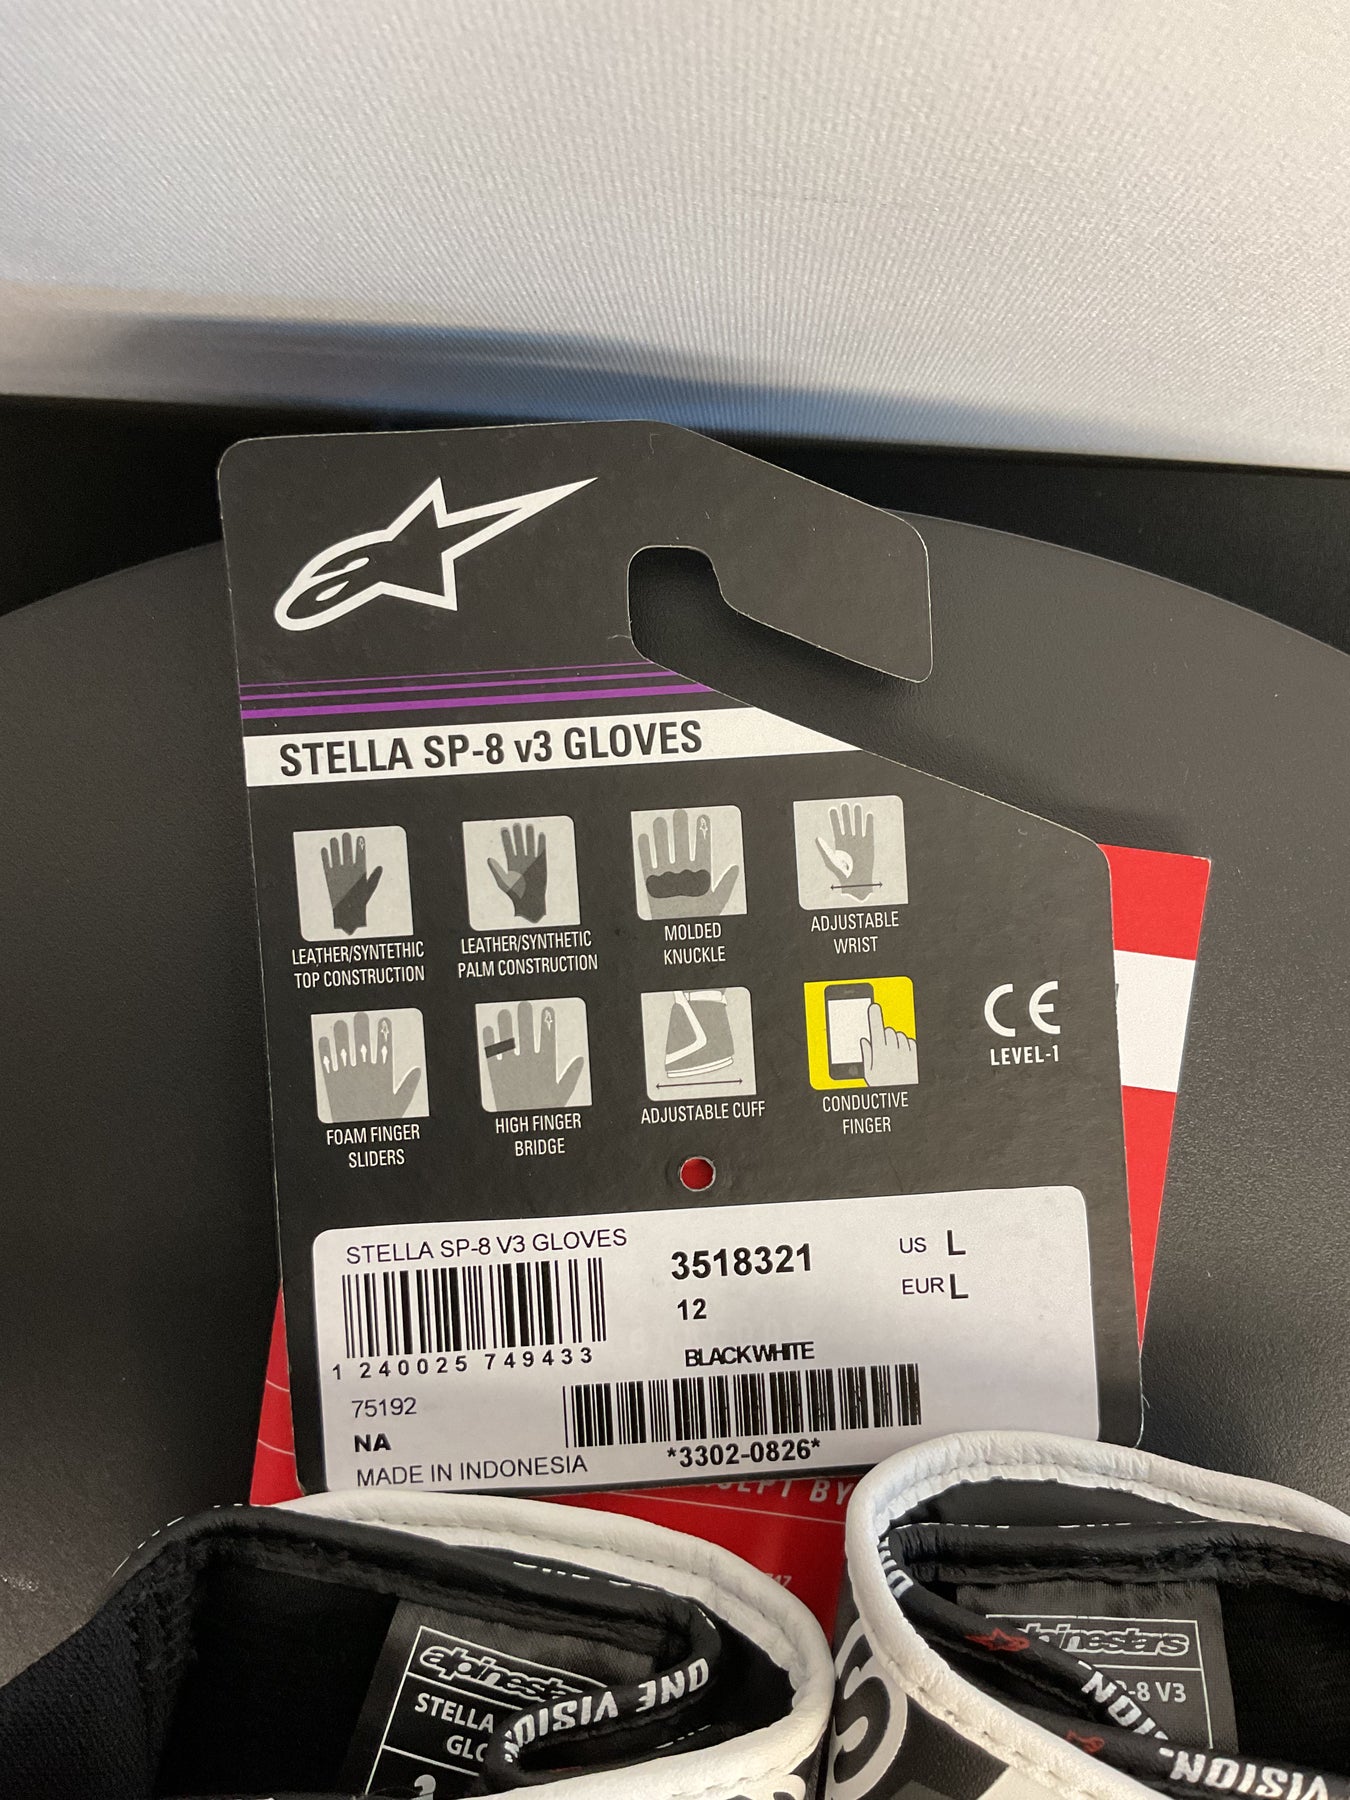 STELLA SP-8 v3 GLOVES
LEATHER/SYNTETHIC
TOP CONSTRUCTION
LEATHER/SYNTHETIC
PALM CONSTRUCTION
MOLDED
KNUCKLE
ADJUSTABLE
WRIST
FOAM FINGER
SLIDERS
HIGH FINGER
BRIDGE
ADJUSTABLE CUFF
CONDUCTIVE
FINGER
CE
LEVEL-1
STELLA SP-8 V3 GLOVES
1 240025 749433
75192
NA
MADE IN INDONESIA
3518321
12
BLACK WHITE
*3302-0826*
US L
EUR L
BY
alpinestars
STELLA
ONE VISION
alpinestars
-8 V3
VISION